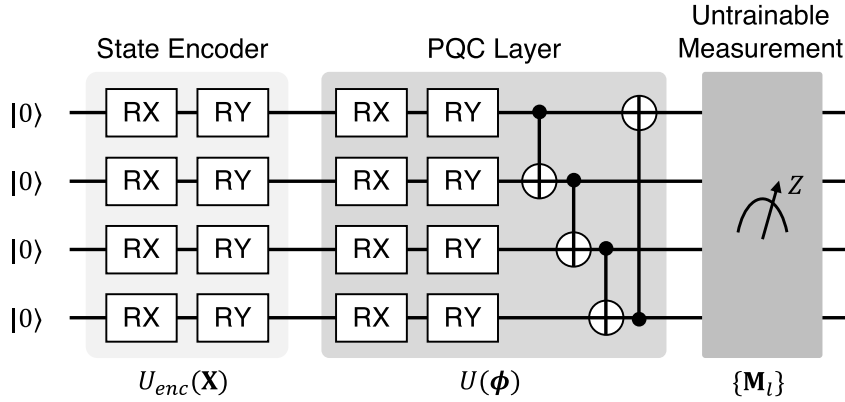 State Encoder
PQC Layer
Untrainable
Measurement
|0⟩ RX RY RX RY
|0⟩ RX RY RX RY Z
|0⟩ RX RY RX RY
|0⟩ RX RY RX RY
U_enc(𝐗)
U(𝝓)
{𝐌_l}